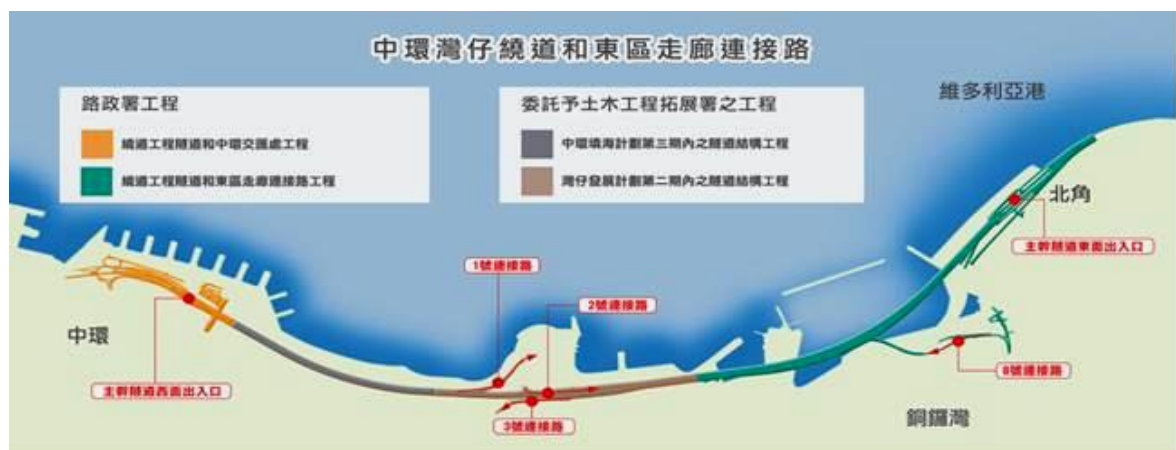 中環灣仔繞道和東區走廊連接路
路政署工程
繞道工程隧道和中環交匯處工程
繞道工程隧道和東區走廊連接路工程
委託予土木工程拓展署之工程
中環填海計劃第三期內之隧道結構工程
灣仔發展計劃第二期內之隧道結構工程
維多利亞港
北角
主幹隧道東面出入口
1號連接路
2號連接路
中環
主幹隧道西面出入口
3號連接路
8號連接路
銅鑼灣